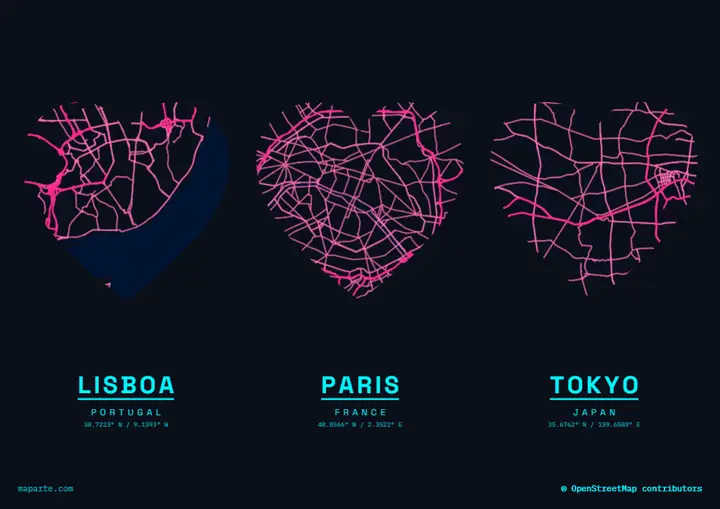 LISBOA
PORTUGAL
38.7223° N / 9.1393° W
PARIS
FRANCE
48.8566° N / 2.3522° E
TOKYO
JAPAN
35.6762° N / 139.6503° E
maparte.com
© OpenStreetMap contributors